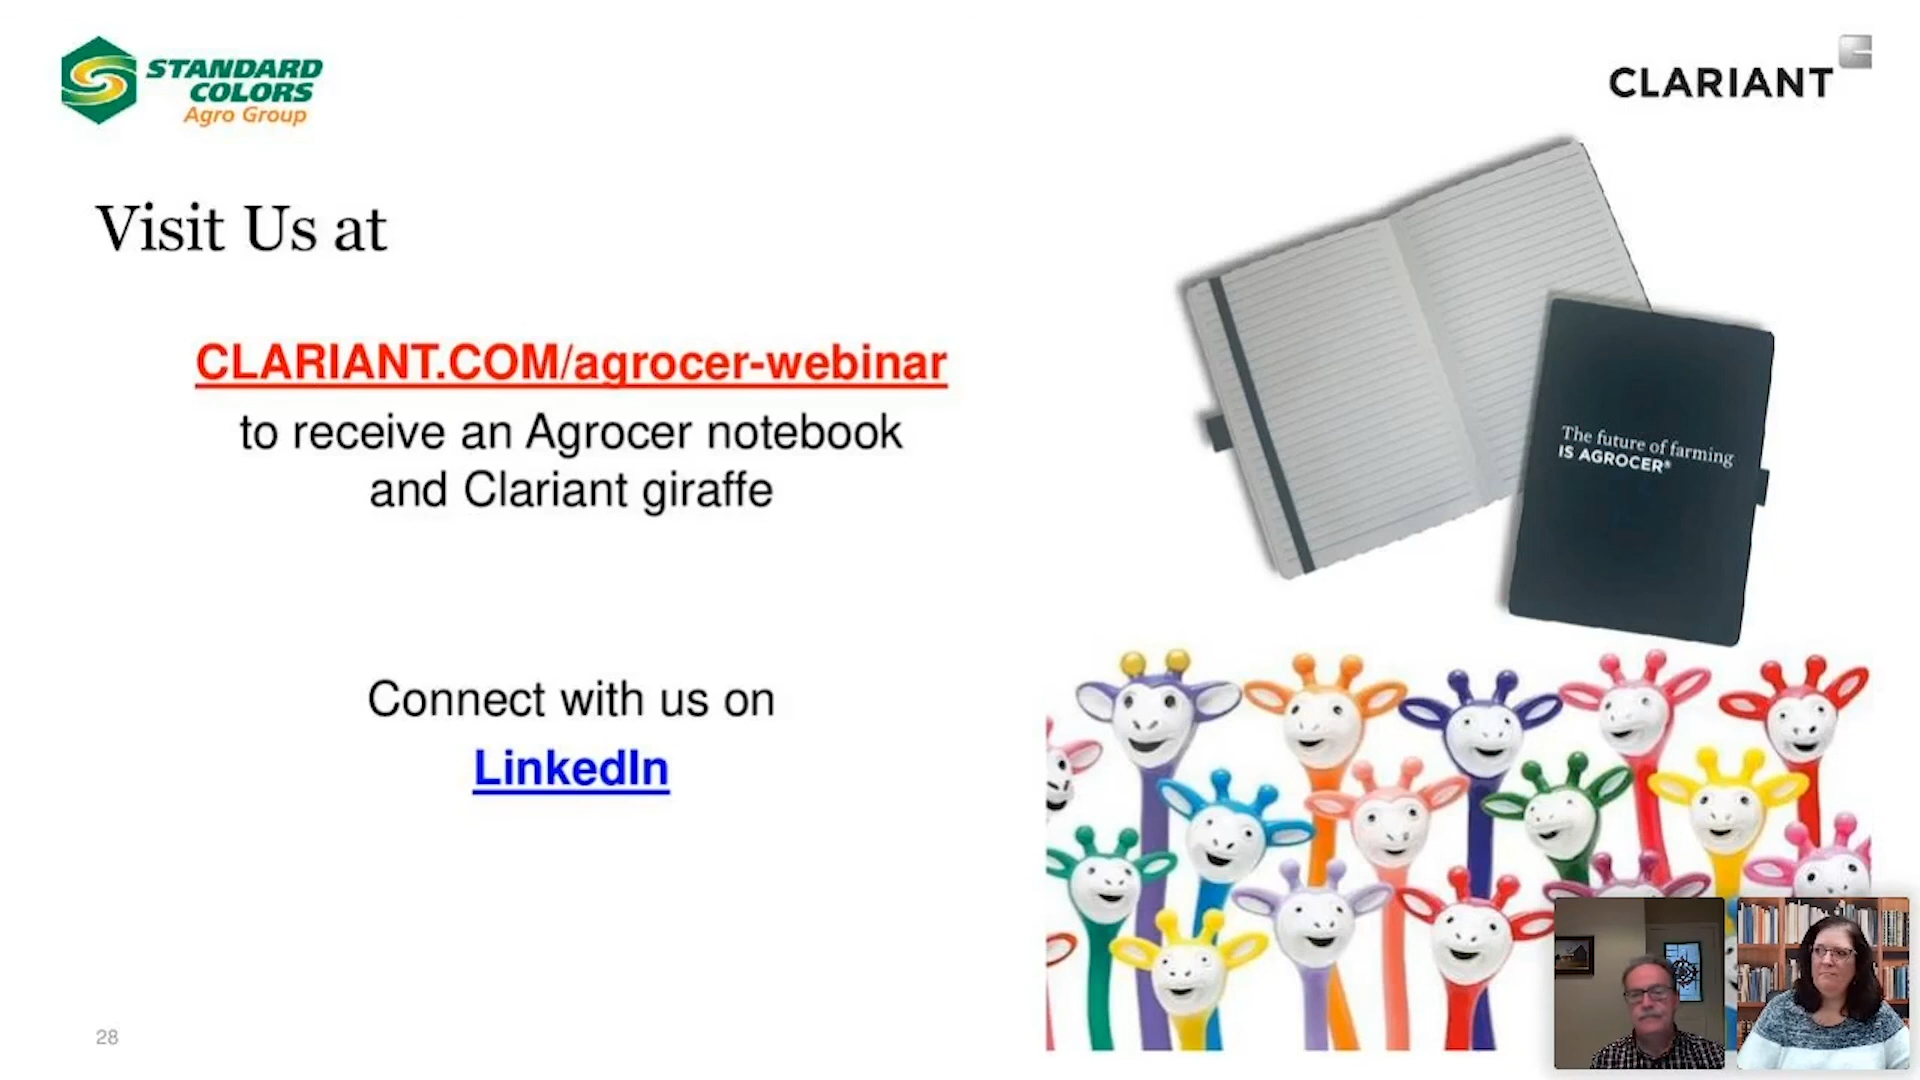 STANDARD
COLORS
Agro Group
CLARIANT
Visit Us at
CLARIANT.COM/agrocer-webinar
to receive an Agrocer notebook
and Clariant giraffe
The future of farming
IS AGROCER®
Connect with us on
LinkedIn
28